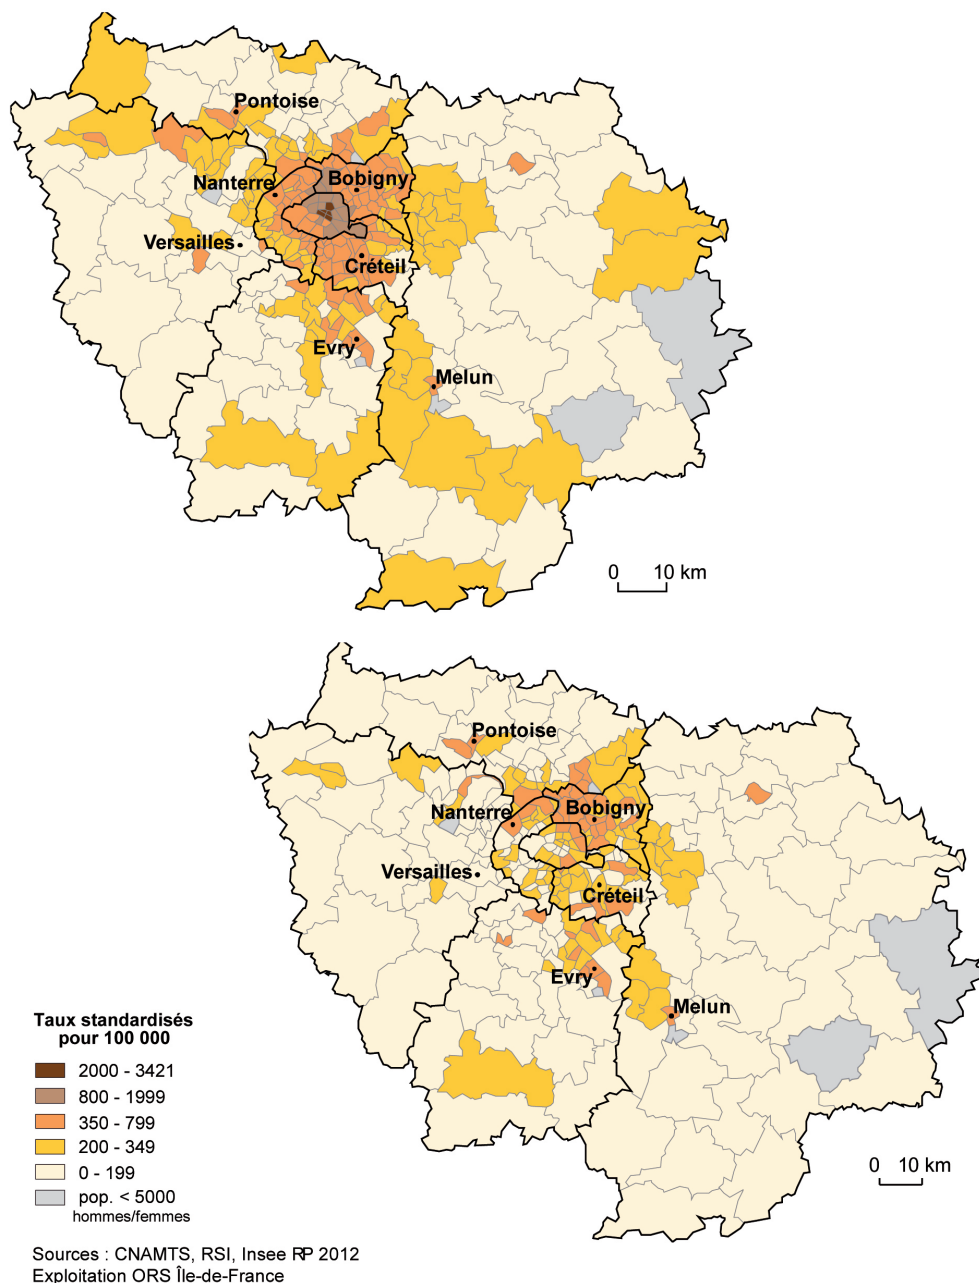 Pontoise
Nanterre
Bobigny
Versailles
Créteil
Evry
Melun
0 10 km
Pontoise
Nanterre
Bobigny
Versailles
Créteil
Evry
Melun
0 10 km
Taux standardisés
pour 100 000
2000 - 3421
800 - 1999
350 - 799
200 - 349
0 - 199
pop. < 5000
hommes/femmes
Sources : CNAMTS, RSI, Insee RP 2012
Exploitation ORS Île-de-France